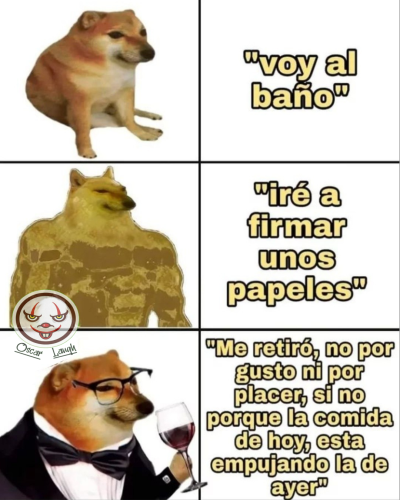 "voy al
baño"
"iré a
firmar
unos
papeles"
Oscar Laugh
"Me retiró, no por
gusto ni por
placer, si no
porque la comida
de hoy, esta
empujando la de
ayer"